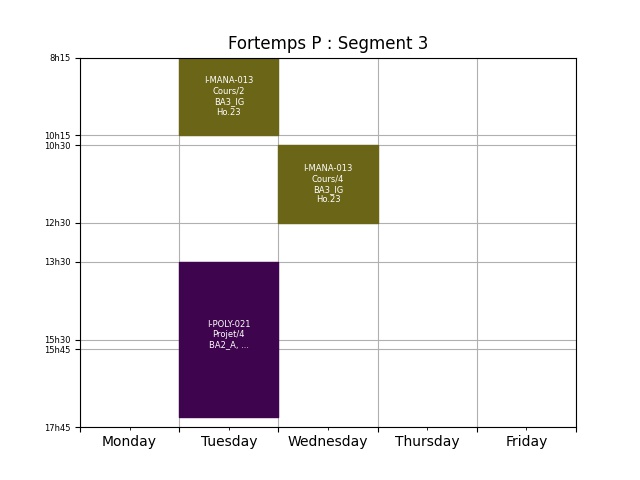 Fortemps P : Segment 3
8h15
I-MANA-013
Cours/2
BA3_IG
Ho.23
10h15
10h30
I-MANA-013
Cours/4
BA3_IG
Ho.23
12h30
13h30
I-POLY-021
Projet/4
BA2_A, ...
15h30
15h45
17h45
Monday
Tuesday
Wednesday
Thursday
Friday